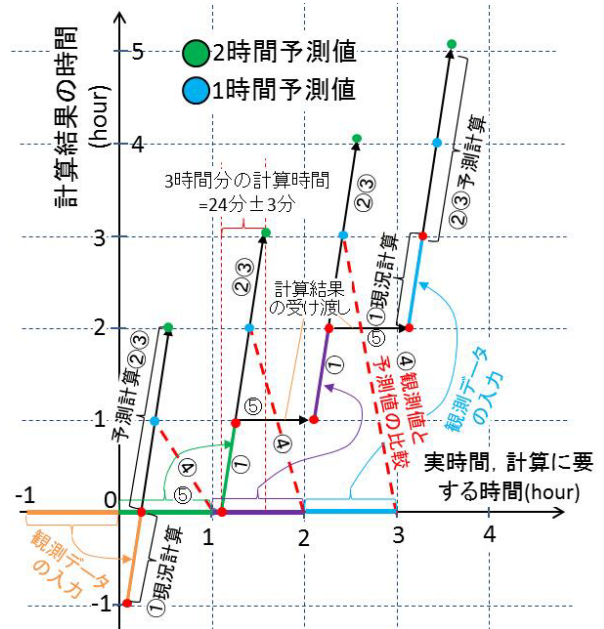 計算結果の時間
(hour)
5
2時間予測値
1時間予測値
4
3時間分の計算時間
=24分±3分
②③
②③予測計算
3
②③
①現況計算
計算結果
の受け渡し
2
⑤
予測計算②③
①
④観測値と
予測値の比較
観測データ
の入力
1
⑤
④
④
①
実時間，計算に要
する時間(hour)
-1
0
⑤
1
2
3
4
観測データ
の入力
①現況計算
-1